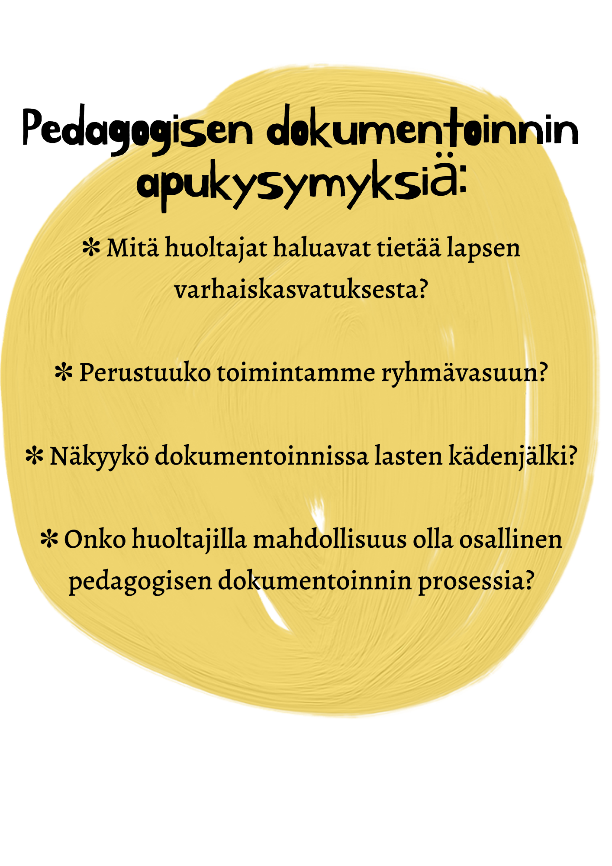 Pedagogisen dokumentoinnin
apukysymyksiä:
✼ Mitä huoltajat haluavat tietää lapsen
varhaiskasvatuksesta?
✼ Perustuuko toimintamme ryhmävasuun?
✼ Näkyykö dokumentoinnissa lasten kädenjälki?
✼ Onko huoltajilla mahdollisuus olla osallinen
pedagogisen dokumentoinnin prosessia?